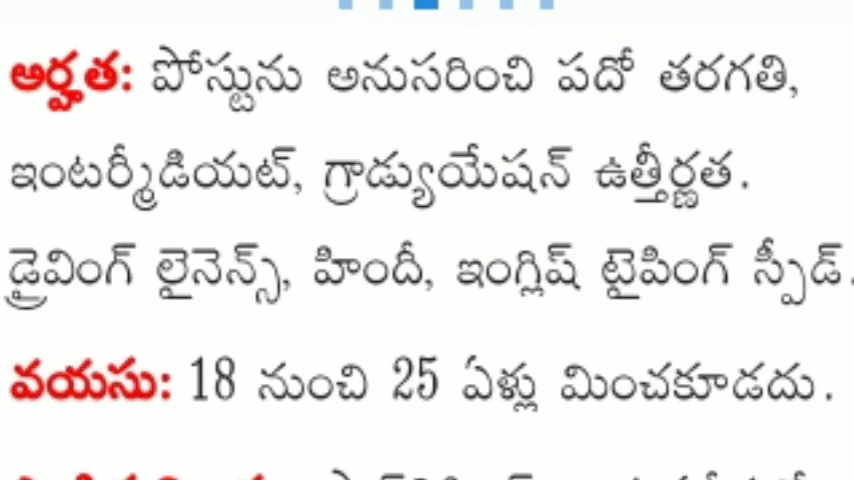 అర్హత: పోస్టును అనుసరించి పదో తరగతి,
ఇంటర్మీడియట్, గ్రాడ్యుయేషన్ ఉత్తీర్ణత.
డ్రైవింగ్ లైనెన్స్, హిందీ, ఇంగ్లిష్ టైపింగ్ స్పీడ్.
వయసు: 18 నుంచి 25 ఏళ్లు మించకూడదు.